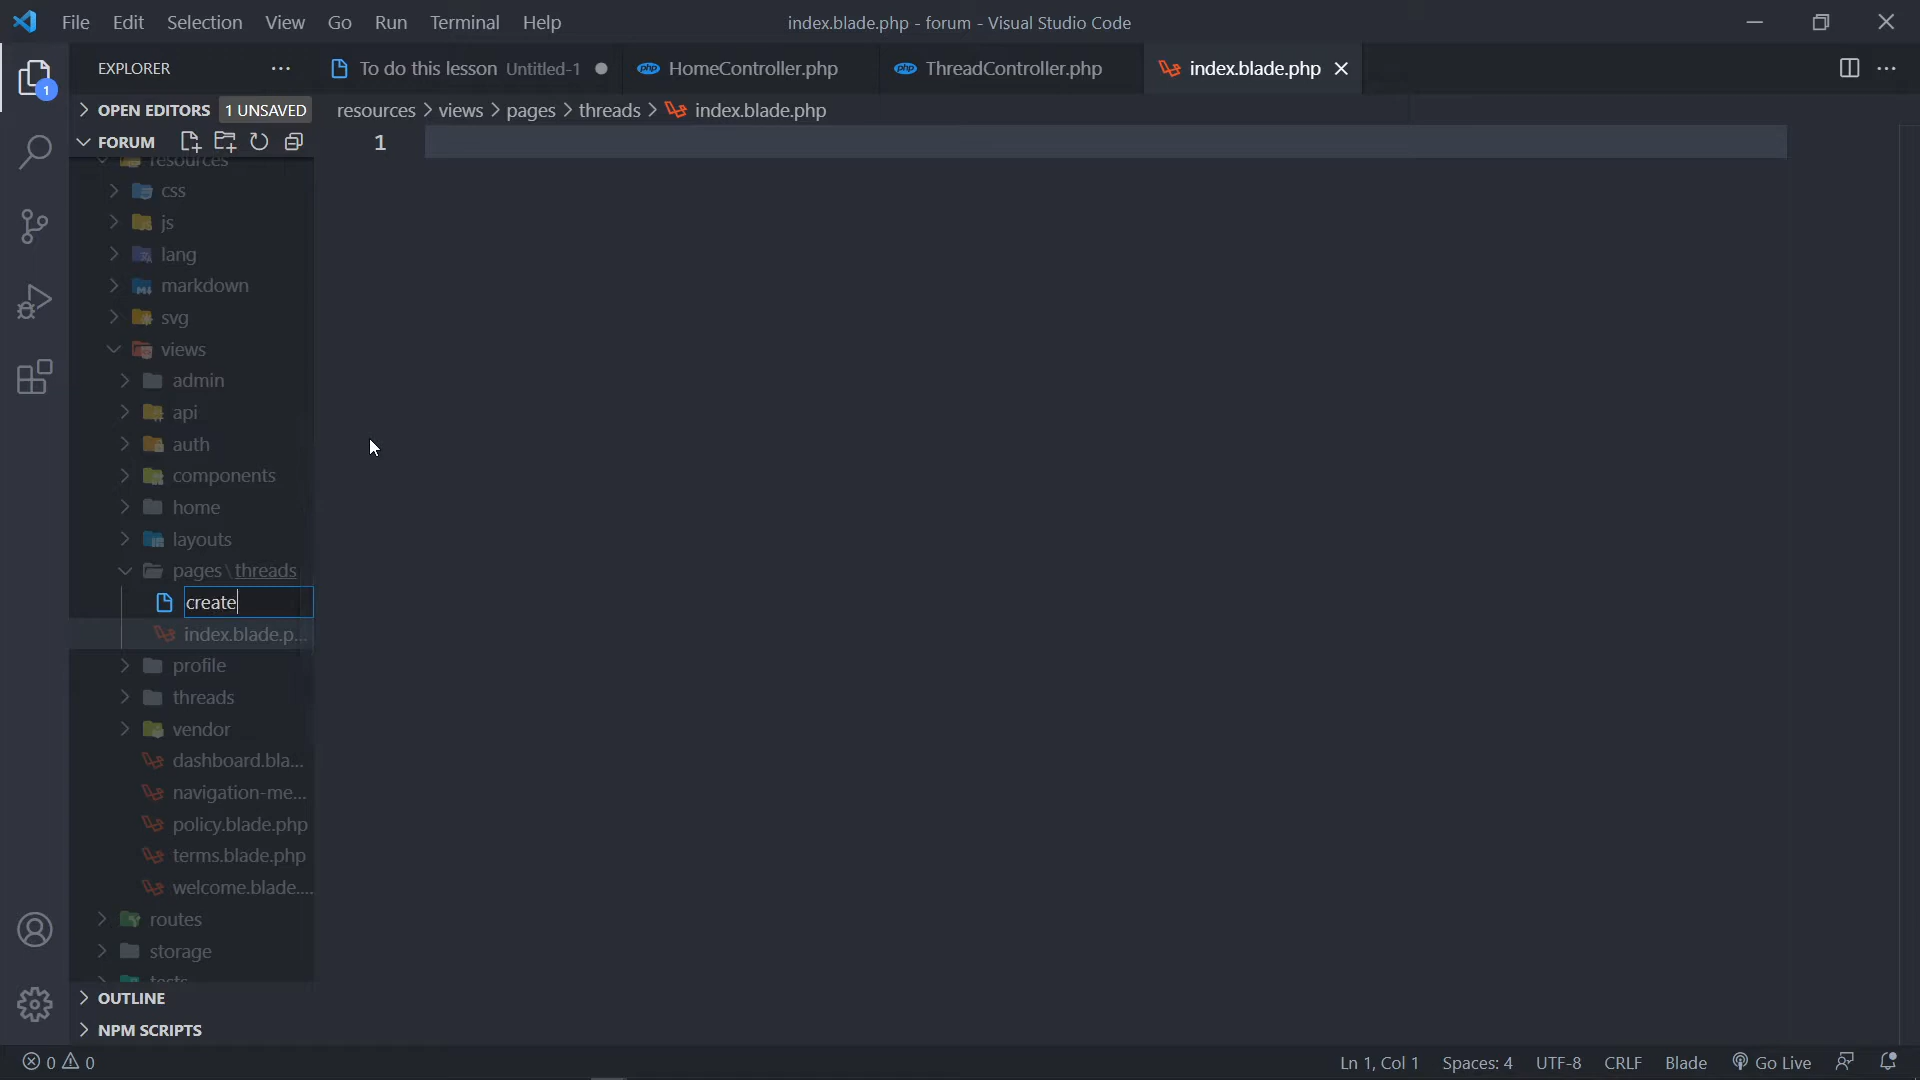 File Edit Selection View Go Run Terminal Help
index.blade.php - forum - Visual Studio Code
EXPLORER
To do this lesson Untitled-1
HomeController.php
ThreadController.php
index.blade.php
1
OPEN EDITORS 1 UNSAVED
resources > views > pages > threads > index.blade.php
FORUM
1
resources
css
js
lang
markdown
svg
views
admin
api
auth
components
home
layouts
pages \ threads
create
index.blade.p...
profile
threads
vendor
dashboard.bla...
navigation-me...
policy.blade.php
terms.blade.php
welcome.blade....
routes
storage
tests
OUTLINE
NPM SCRIPTS
0 0
Ln 1, Col 1 Spaces: 4 UTF-8 CRLF Blade Go Live